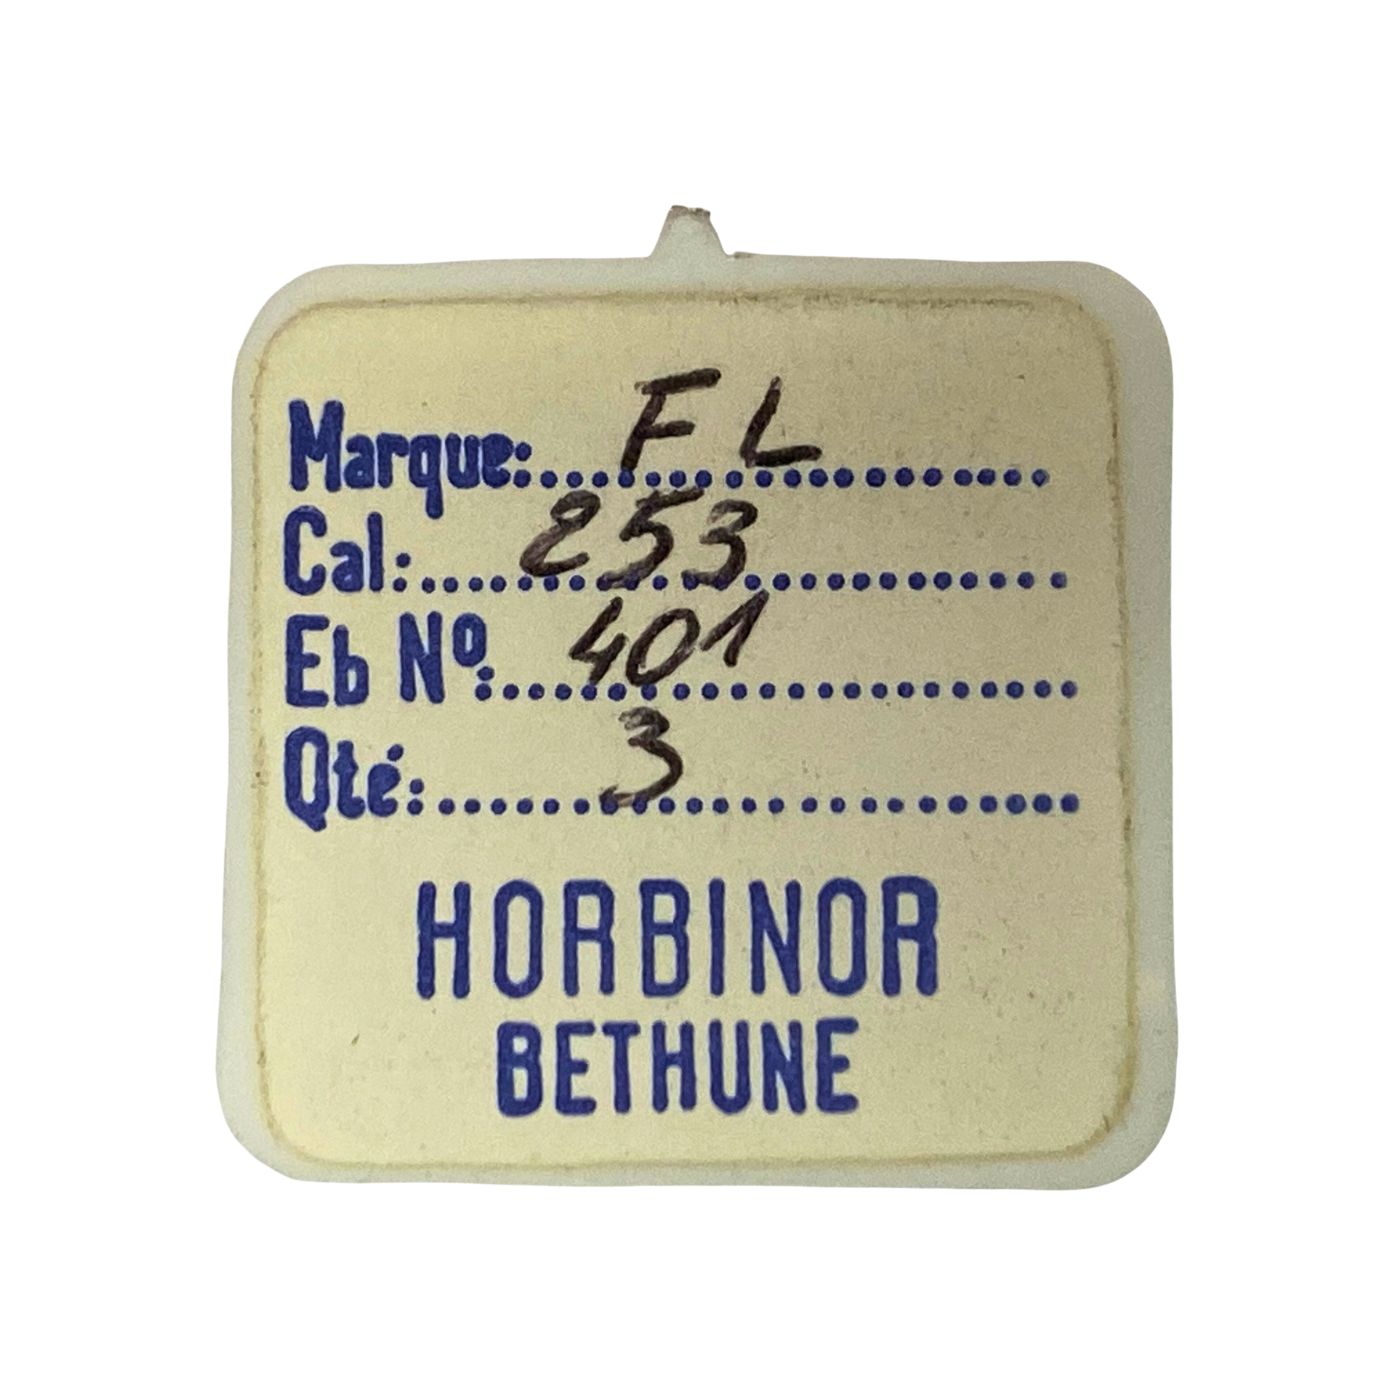 Marque: FL
Cal: 253
Eb Nº: 401
Qté: 3
HORBINOR
BETHUNE